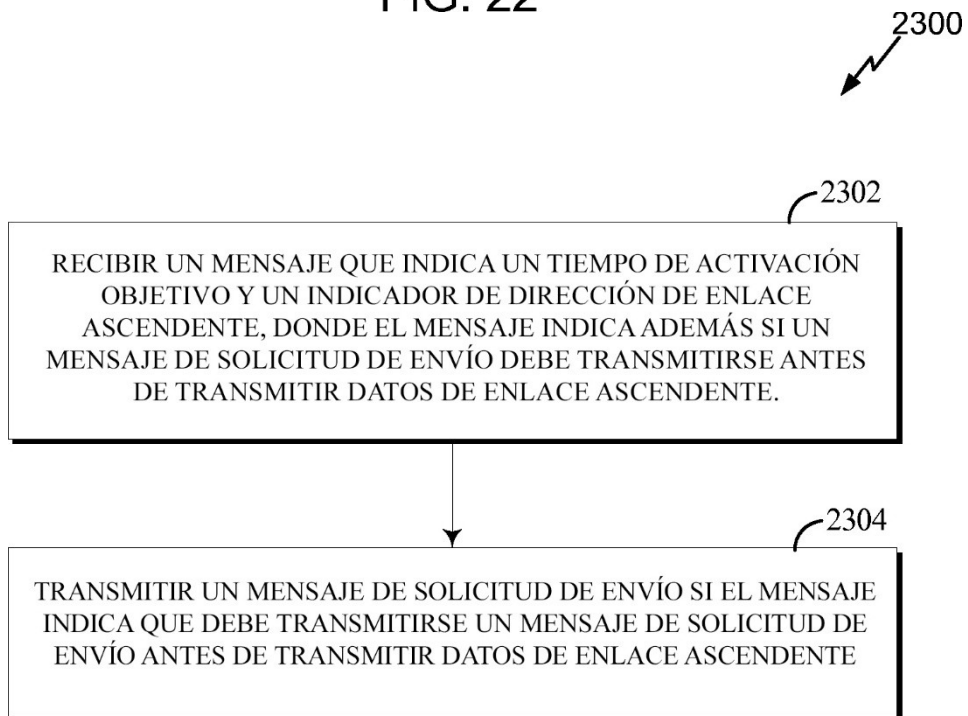 FIG. 22
2300
2302
RECIBIR UN MENSAJE QUE INDICA UN TIEMPO DE ACTIVACIÓN
OBJETIVO Y UN INDICADOR DE DIRECCIÓN DE ENLACE
ASCENDENTE, DONDE EL MENSAJE INDICA ADEMÁS SI UN
MENSAJE DE SOLICITUD DE ENVÍO DEBE TRANSMITIRSE ANTES
DE TRANSMITIR DATOS DE ENLACE ASCENDENTE.
2304
TRANSMITIR UN MENSAJE DE SOLICITUD DE ENVÍO SI EL MENSAJE
INDICA QUE DEBE TRANSMITIRSE UN MENSAJE DE SOLICITUD DE
ENVÍO ANTES DE TRANSMITIR DATOS DE ENLACE ASCENDENTE